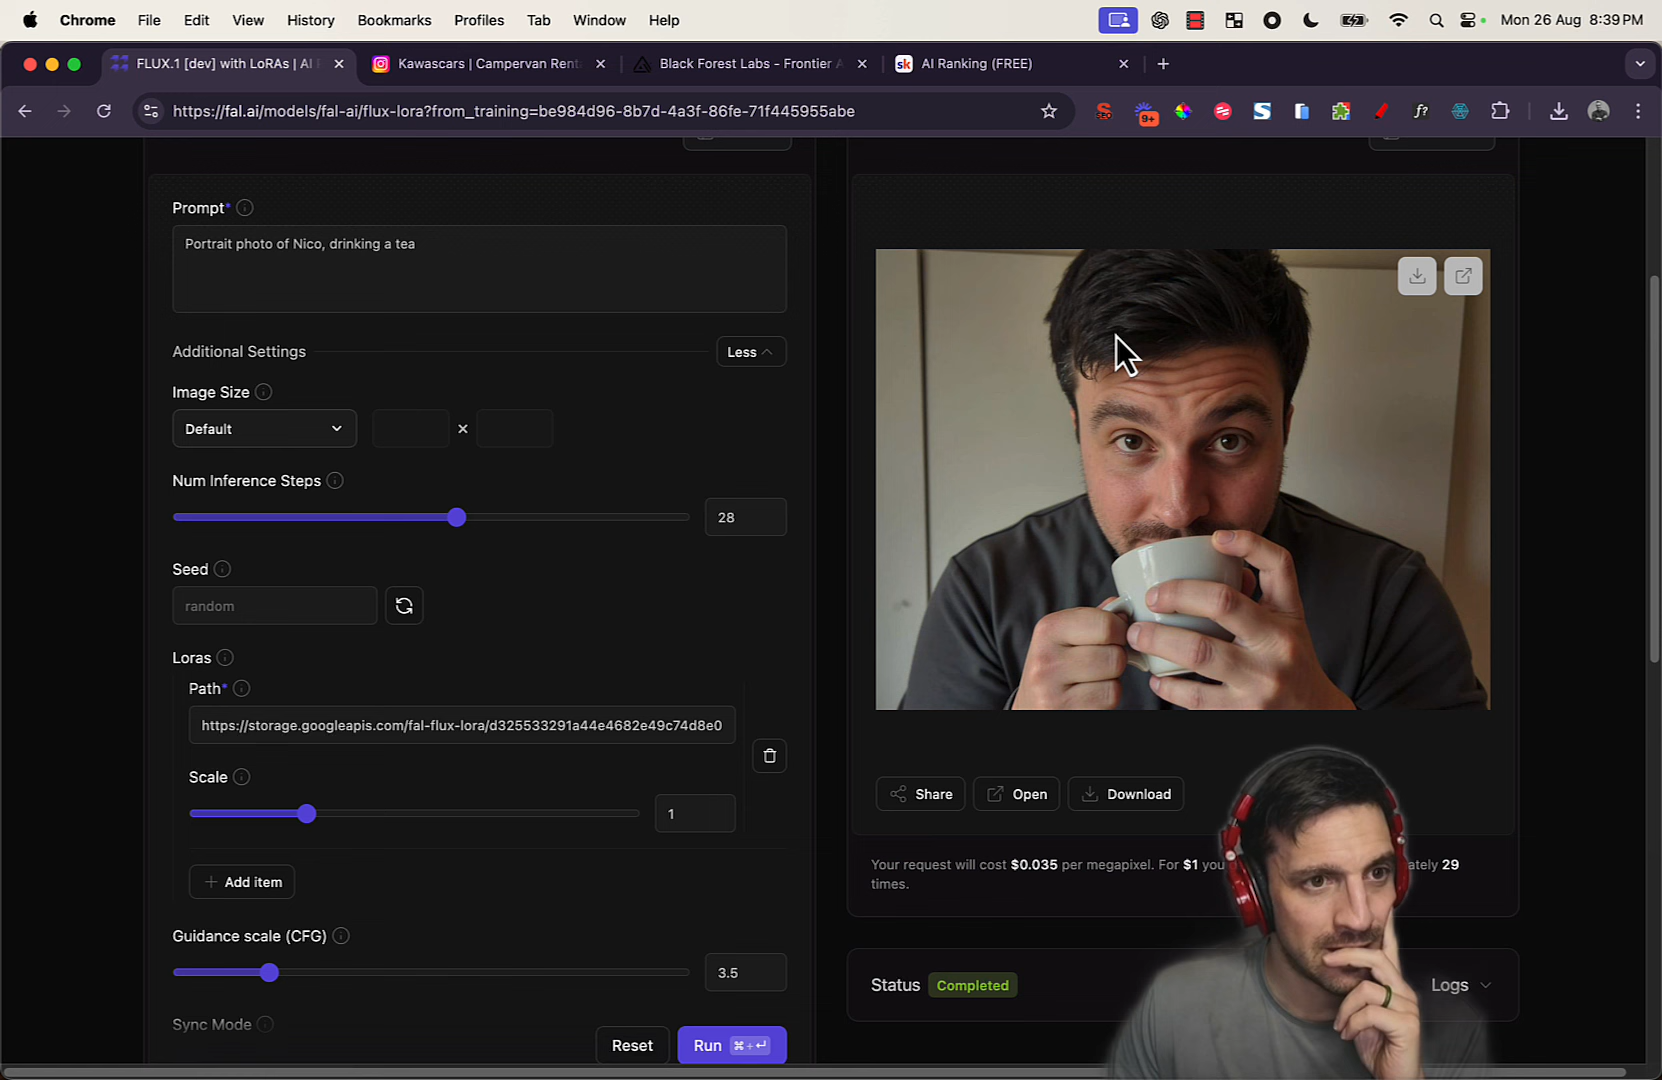 Chrome File Edit View History Bookmarks Profiles Tab Window Help Mon 26 Aug 8:39 PM
FLUX.1 [dev] with LoRAs | AI Kawascars | Campervan Rent Black Forest Labs - Frontier A sk AI Ranking (FREE)
https://fal.ai/models/fal-ai/flux-lora?from_training=be984d96-8b7d-4a3f-86fe-71f445955abe
SEO 9+ S f?
Prompt*
Portrait photo of Nico, drinking a tea
Additional Settings Less
Image Size
Default ×
Num Inference Steps
28
Seed
random
Loras
Path*
https://storage.googleapis.com/fal-flux-lora/d325533291a44e4682e49c74d8e0
Scale
1
Add item
Guidance scale (CFG)
3.5
Sync Mode
Reset Run ⌘+↵
Share Open Download
Your request will cost $0.035 per megapixel. For $1 you ately 29
times.
Status Completed Logs